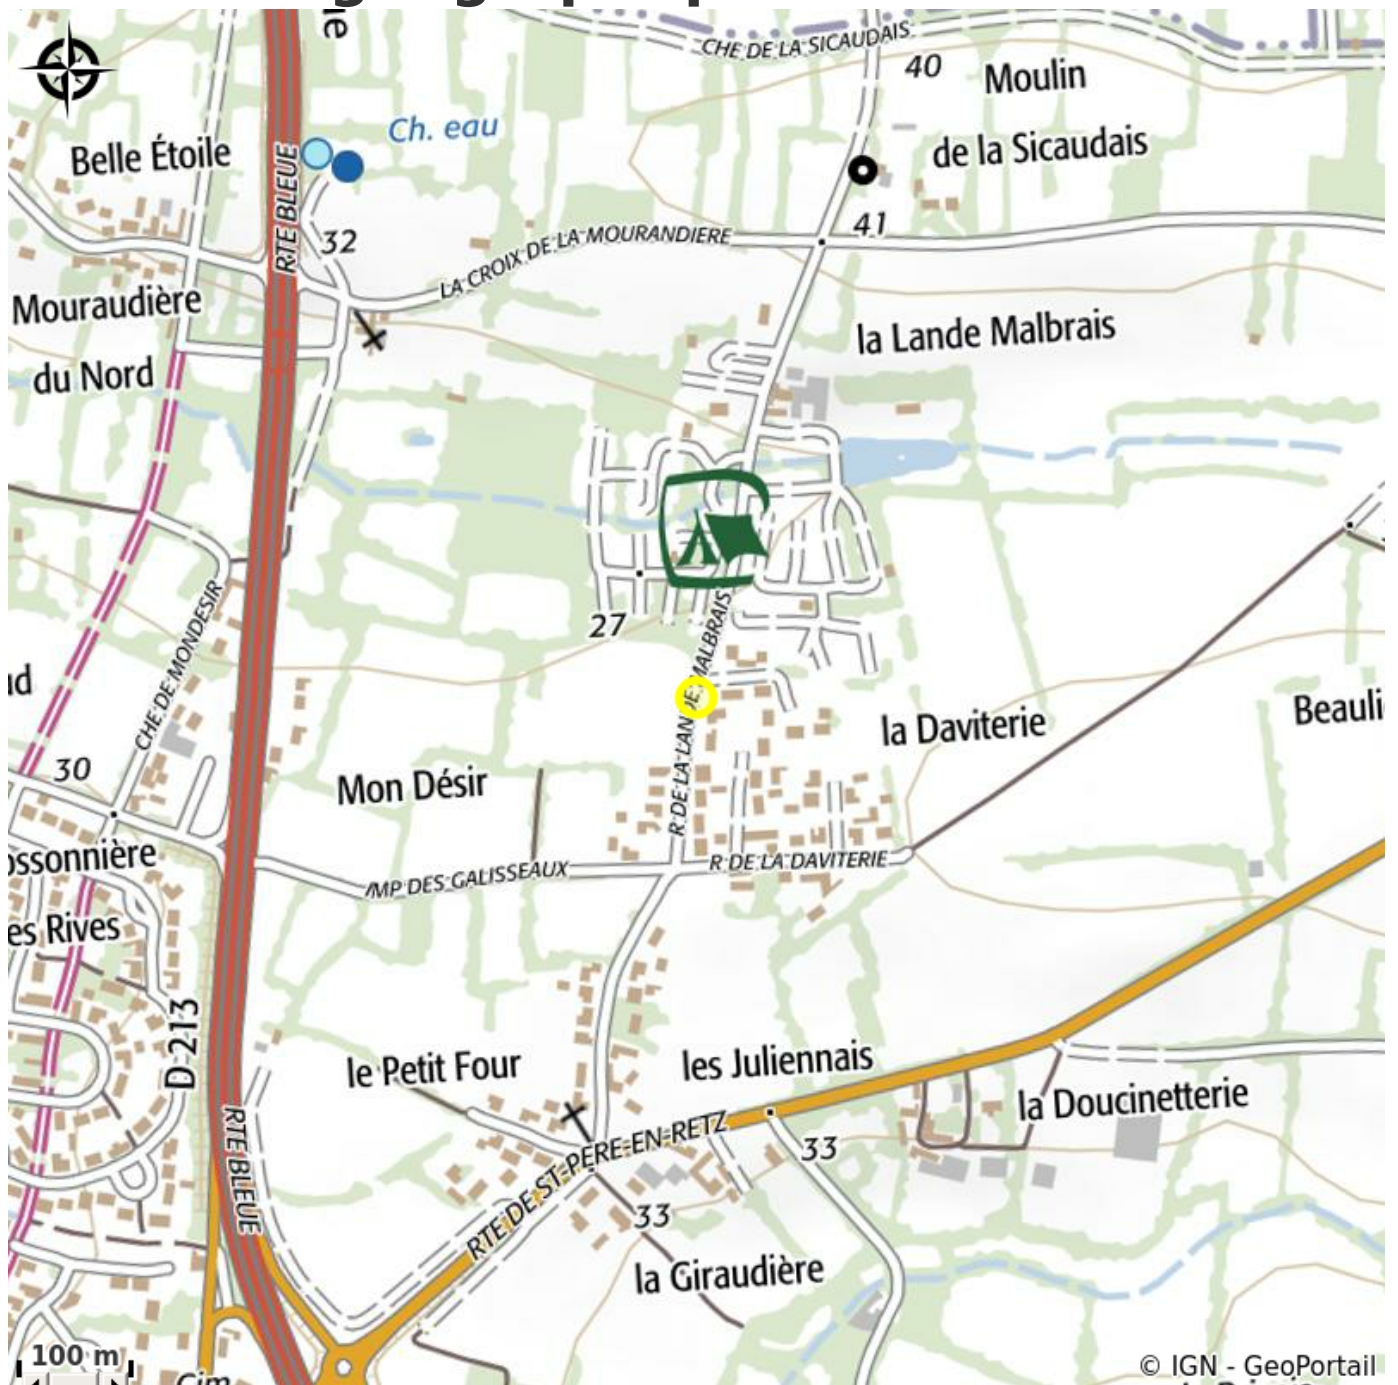 CHE DE LA SICAUDAIS
40
Moulin
de la Sicaudais
Ch. eau
Belle Étoile
RTE BLEUE
32
41
LA CROIX DE LA MOURANDIERE
Mouraudière
du Nord
la Lande Malbrais
27
CHE DE MONDESIR
R DE LA LANDE MALBRAIS
Beauli
la Daviterie
30
Mon Désir
ossonnière
R DE LA DAVITERIE
MP DES GALISSEAUX
es Rives
D 213
le Petit Four
les Juliennais
la Doucinetterie
RTE BLEUE
RTE DE ST-PERE-EN-RETZ
33
33
la Giraudière
100 m
© IGN - GeoPortail